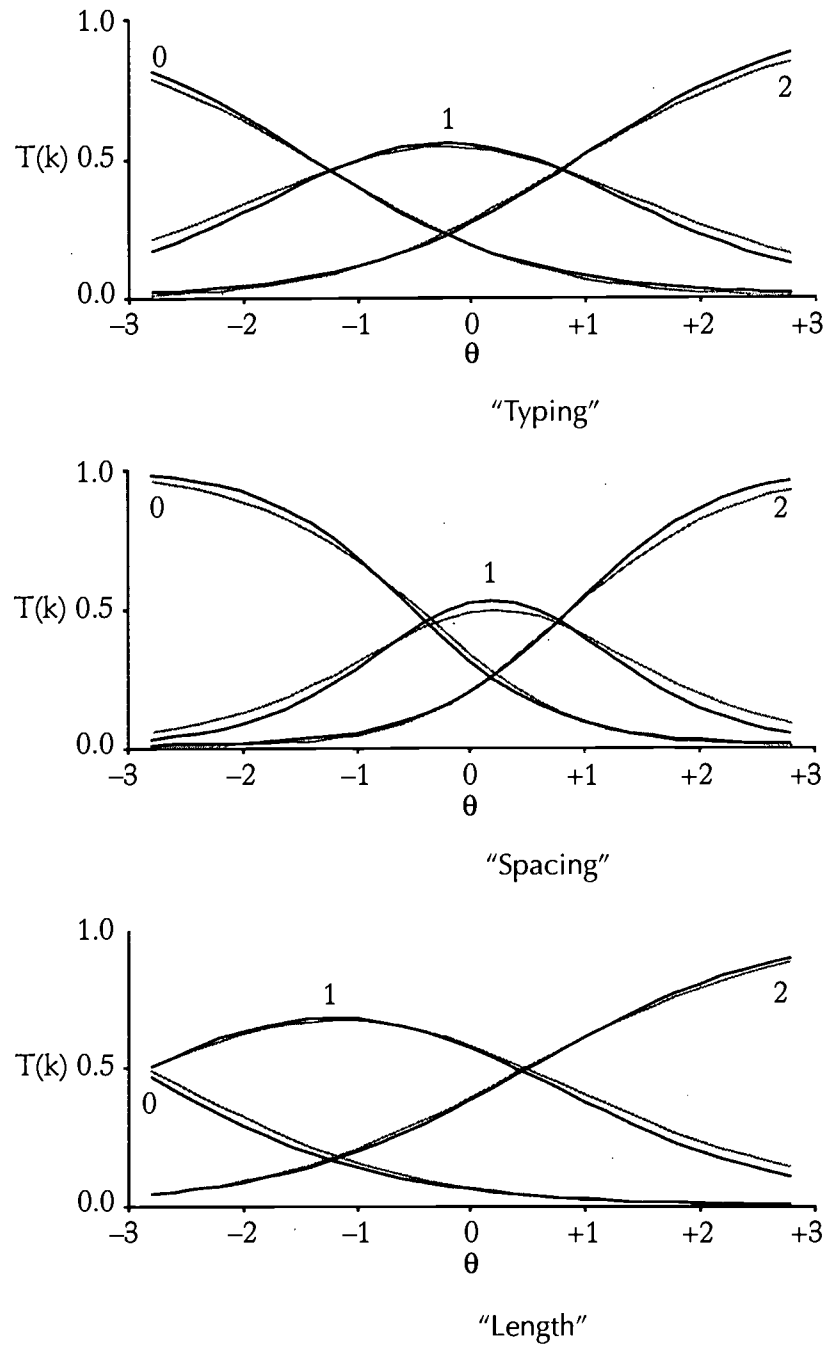 1.0
0
1
2
T(k) 0.5
0.0
–3 –2 –1 0 +1 +2 +3
θ
"Typing"
1.0
0
2
1
T(k) 0.5
0.0
–3 –2 –1 0 +1 +2 +3
θ
"Spacing"
1.0
1
2
T(k) 0.5
0
0.0
–3 –2 –1 0 +1 +2 +3
θ
"Length"